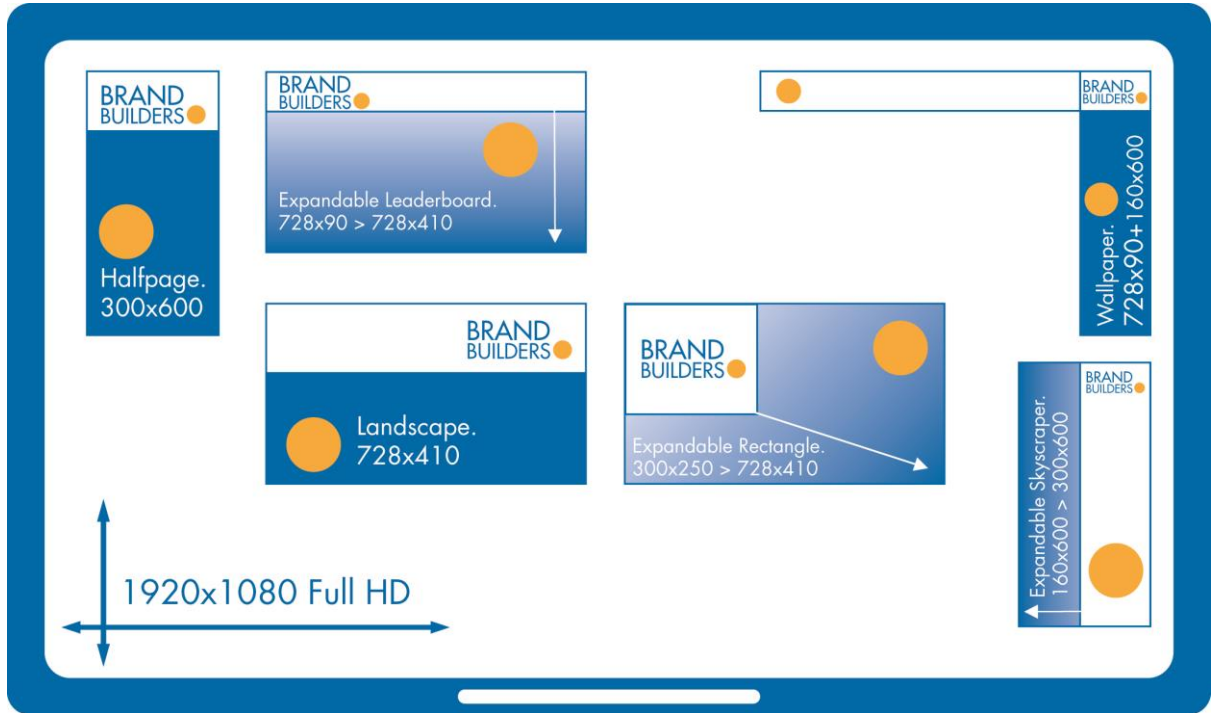 BRAND
BUILDERS
Halfpage.
300x600
BRAND
BUILDERS
Expandable Leaderboard.
728x90 > 728x410
BRAND
BUILDERS
Wallpaper.
728x90+160x600
BRAND
BUILDERS
Landscape.
728x410
BRAND
BUILDERS
Expandable Rectangle.
300x250 > 728x410
BRAND
BUILDERS
Expandable Skyscraper.
160x600 > 300x600
1920x1080 Full HD